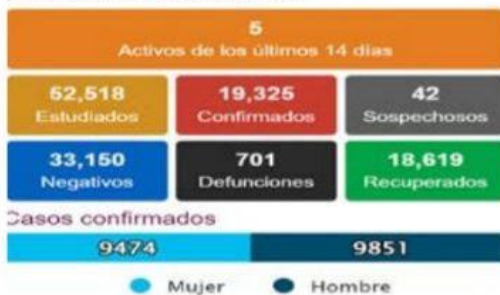 5
Activos de los últimos 14 días
52,518 19,325 42
Estudiados Confirmados Sospechosos
33,150 701 18,619
Negativos Defunciones Recuperados
Casos confirmados
9474 9851
Mujer Hombre